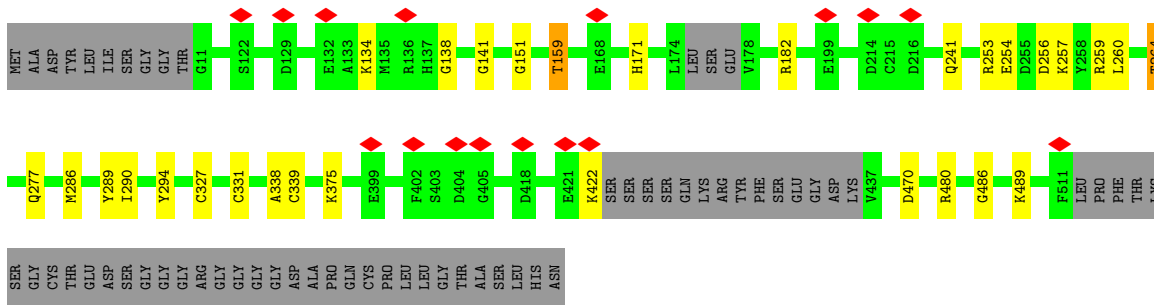 MET ALA ASP TYR LEU ILE SER GLY GLY THR G11 S122 D129 E132 A133 K134 M135 R136 H137 G138 G141 G151 T159 E168 H171 L174 LEU SER GLU V178 R182 E199 D214 C215 D216 Q241 R253 E254 D255 D256 K257 Y258 R259 L260
Q277 M286 Y289 I290 Y294 C327 C331 A338 C339 K375 E399 F402 S403 D404 G405 D418 E421 K422 SER SER SER SER GLN LYS ARG TYR PHE SER GLU GLY ASP LYS V437 D470 R480 G486 K489 F511 LEU PRO PHE THR
SER GLY CYS THR GLU ASP SER GLY GLY GLY ARG GLY GLY GLY GLY ASP ALA PRO GLN CYS PRO LEU LEU GLY THR ALA SER LEU HIS ASN